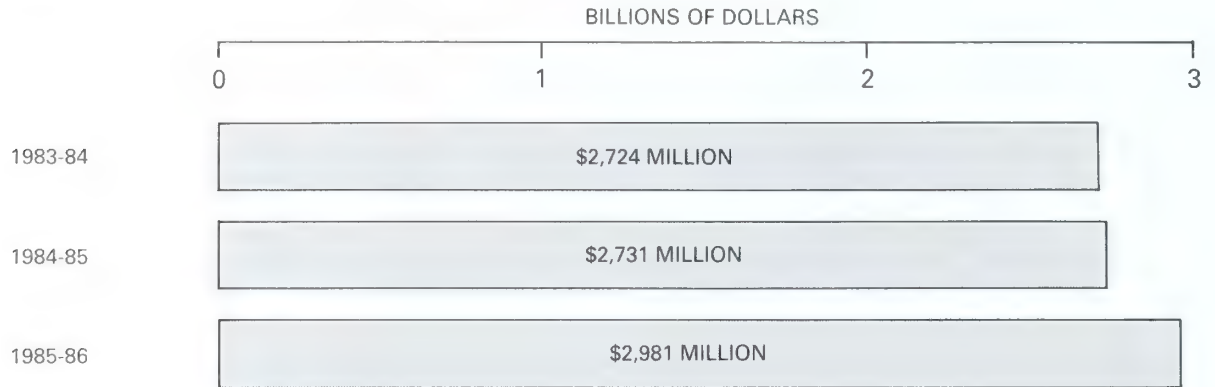 BILLIONS OF DOLLARS
0 1 2 3
1983-84 $2,724 MILLION
1984-85 $2,731 MILLION
1985-86 $2,981 MILLION